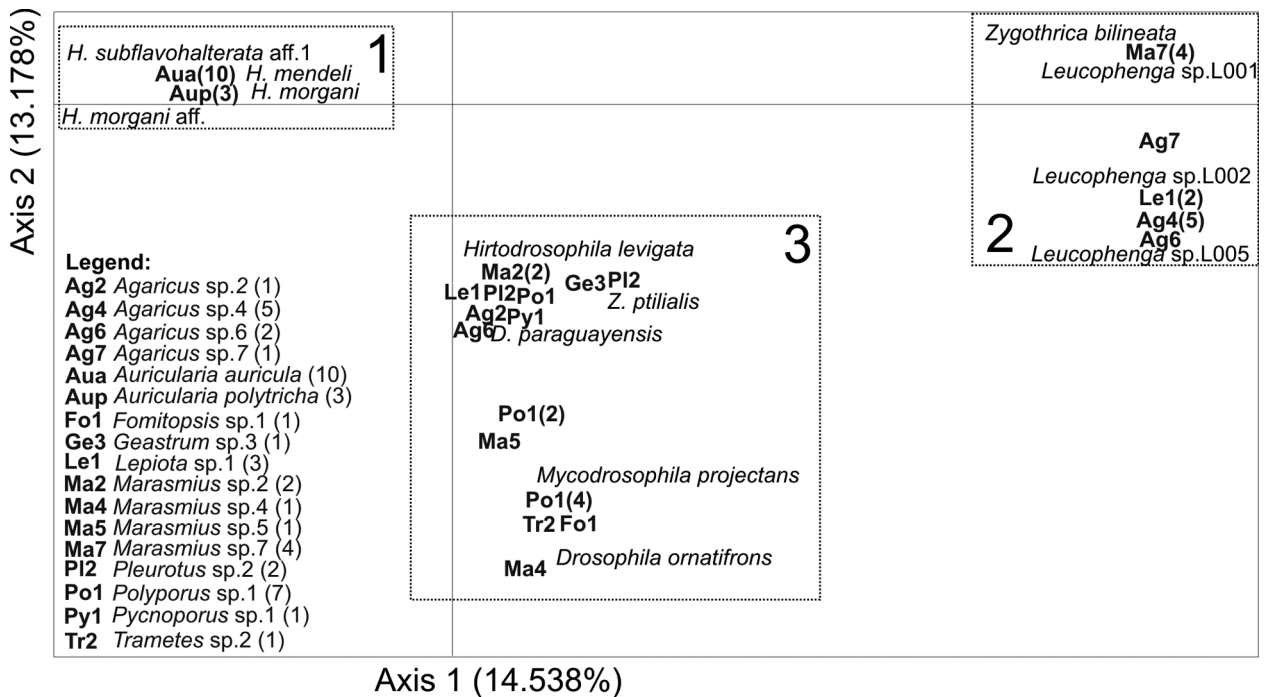 Axis 2 (13.178%)
H. subflavohalterata aff.1
1
Aua(10) H. mendeli
Aup(3) H. morgani
H. morgani aff.
Zygothrica bilineata
Ma7(4)
Leucophenga sp.L001
Ag7
Leucophenga sp.L002
Le1(2)
2
Ag4(5)
Ag6
Leucophenga sp.L005
3
Hirtodrosophila levigata
Ma2(2)
Ge3 Pl2
Le1 Pl2 Po1
Z. ptilialis
Ag2 Py1
Ag6 D. paraguayensis
Po1(2)
Ma5
Mycodrosophila projectans
Po1(4)
Tr2 Fo1
Drosophila ornatifrons
Ma4
Legend:
Ag2 Agaricus sp.2 (1)
Ag4 Agaricus sp.4 (5)
Ag6 Agaricus sp.6 (2)
Ag7 Agaricus sp.7 (1)
Aua Auricularia auricula (10)
Aup Auricularia polytricha (3)
Fo1 Fomitopsis sp.1 (1)
Ge3 Geastrum sp.3 (1)
Le1 Lepiota sp.1 (3)
Ma2 Marasmius sp.2 (2)
Ma4 Marasmius sp.4 (1)
Ma5 Marasmius sp.5 (1)
Ma7 Marasmius sp.7 (4)
Pl2 Pleurotus sp.2 (2)
Po1 Polyporus sp.1 (7)
Py1 Pycnoporus sp.1 (1)
Tr2 Trametes sp.2 (1)
Axis 1 (14.538%)